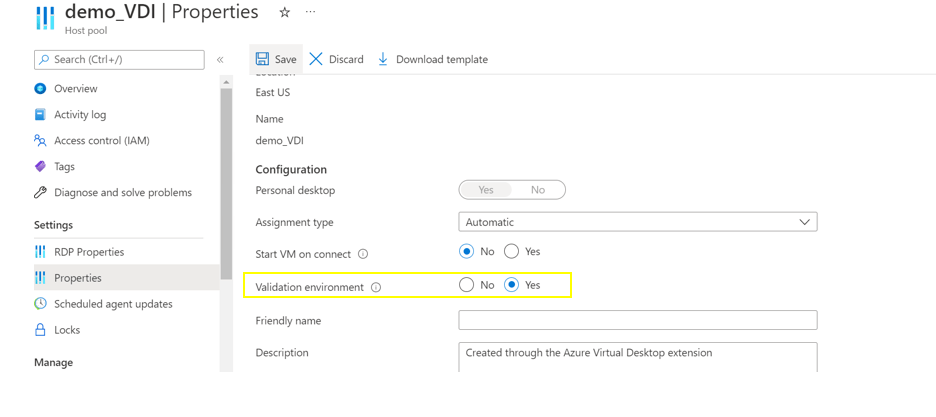 demo_VDI | Properties ☆ ...
Host pool
Search (Ctrl+/) «
Overview
Activity log
Access control (IAM)
Tags
Diagnose and solve problems
Settings
RDP Properties
Properties
Scheduled agent updates
Locks
Manage
Save Discard Download template
Location
East US
Name
demo_VDI
Configuration
Personal desktop Yes No
Assignment type Automatic
Start VM on connect No Yes
Validation environment No Yes
Friendly name
Description Created through the Azure Virtual Desktop extension